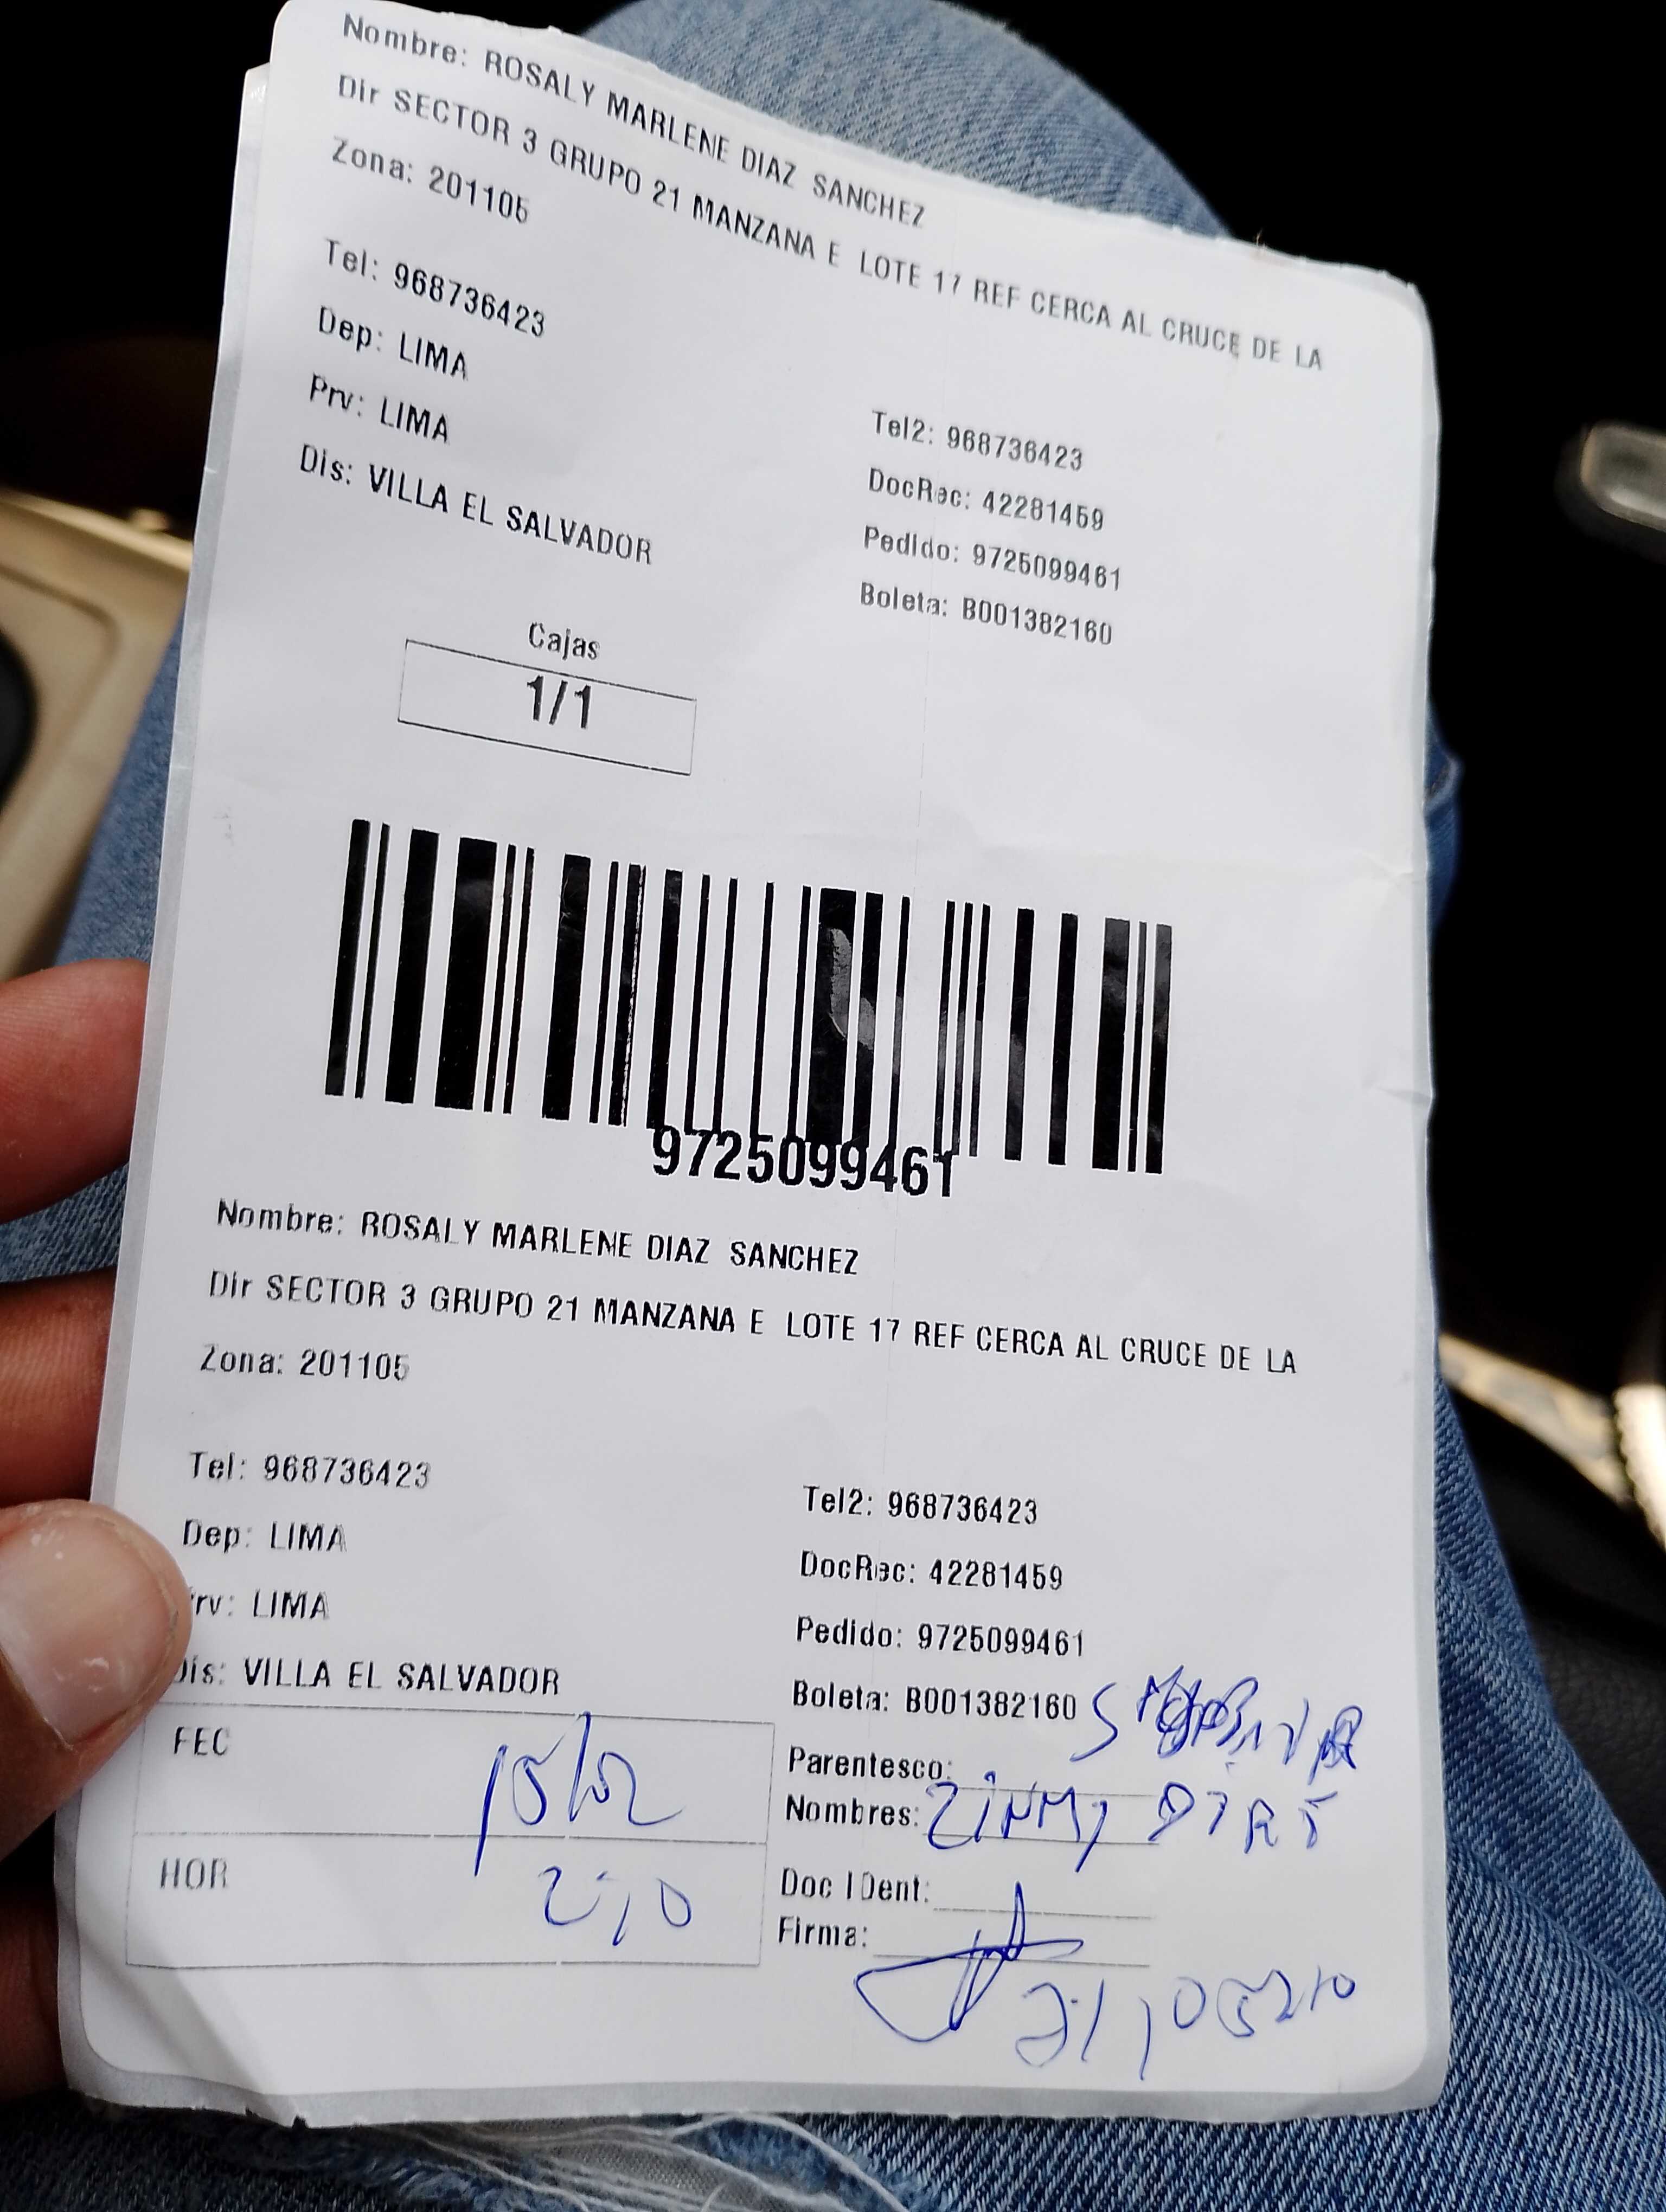 Nombre: ROSALY MARLENE DIAZ SANCHEZ
Dir SECTOR 3 GRUPO 21 MANZANA E LOTE 17 REF CERCA AL CRUCE DE LA
Zona: 201105
Tel: 968736423
Dep: LIMA
Prv: LIMA
Dis: VILLA EL SALVADOR
Tel2: 968736423
DocRec: 42281459
Pedido: 9725099461
Boleta: B001382160
Cajas
1/1
9725099461
Nombre: ROSALY MARLENE DIAZ SANCHEZ
Dir SECTOR 3 GRUPO 21 MANZANA E LOTE 17 REF CERCA AL CRUCE DE LA
Zona: 201105
Tel: 968736423
Dep: LIMA
rv: LIMA
Dis: VILLA EL SALVADOR
Tel2: 968736423
DocRec: 42281459
Pedido: 9725099461
Boleta: B001382160
FEC 15/02
HOR
Parentesco:
Nombres:
Doc IDent:
Firma: